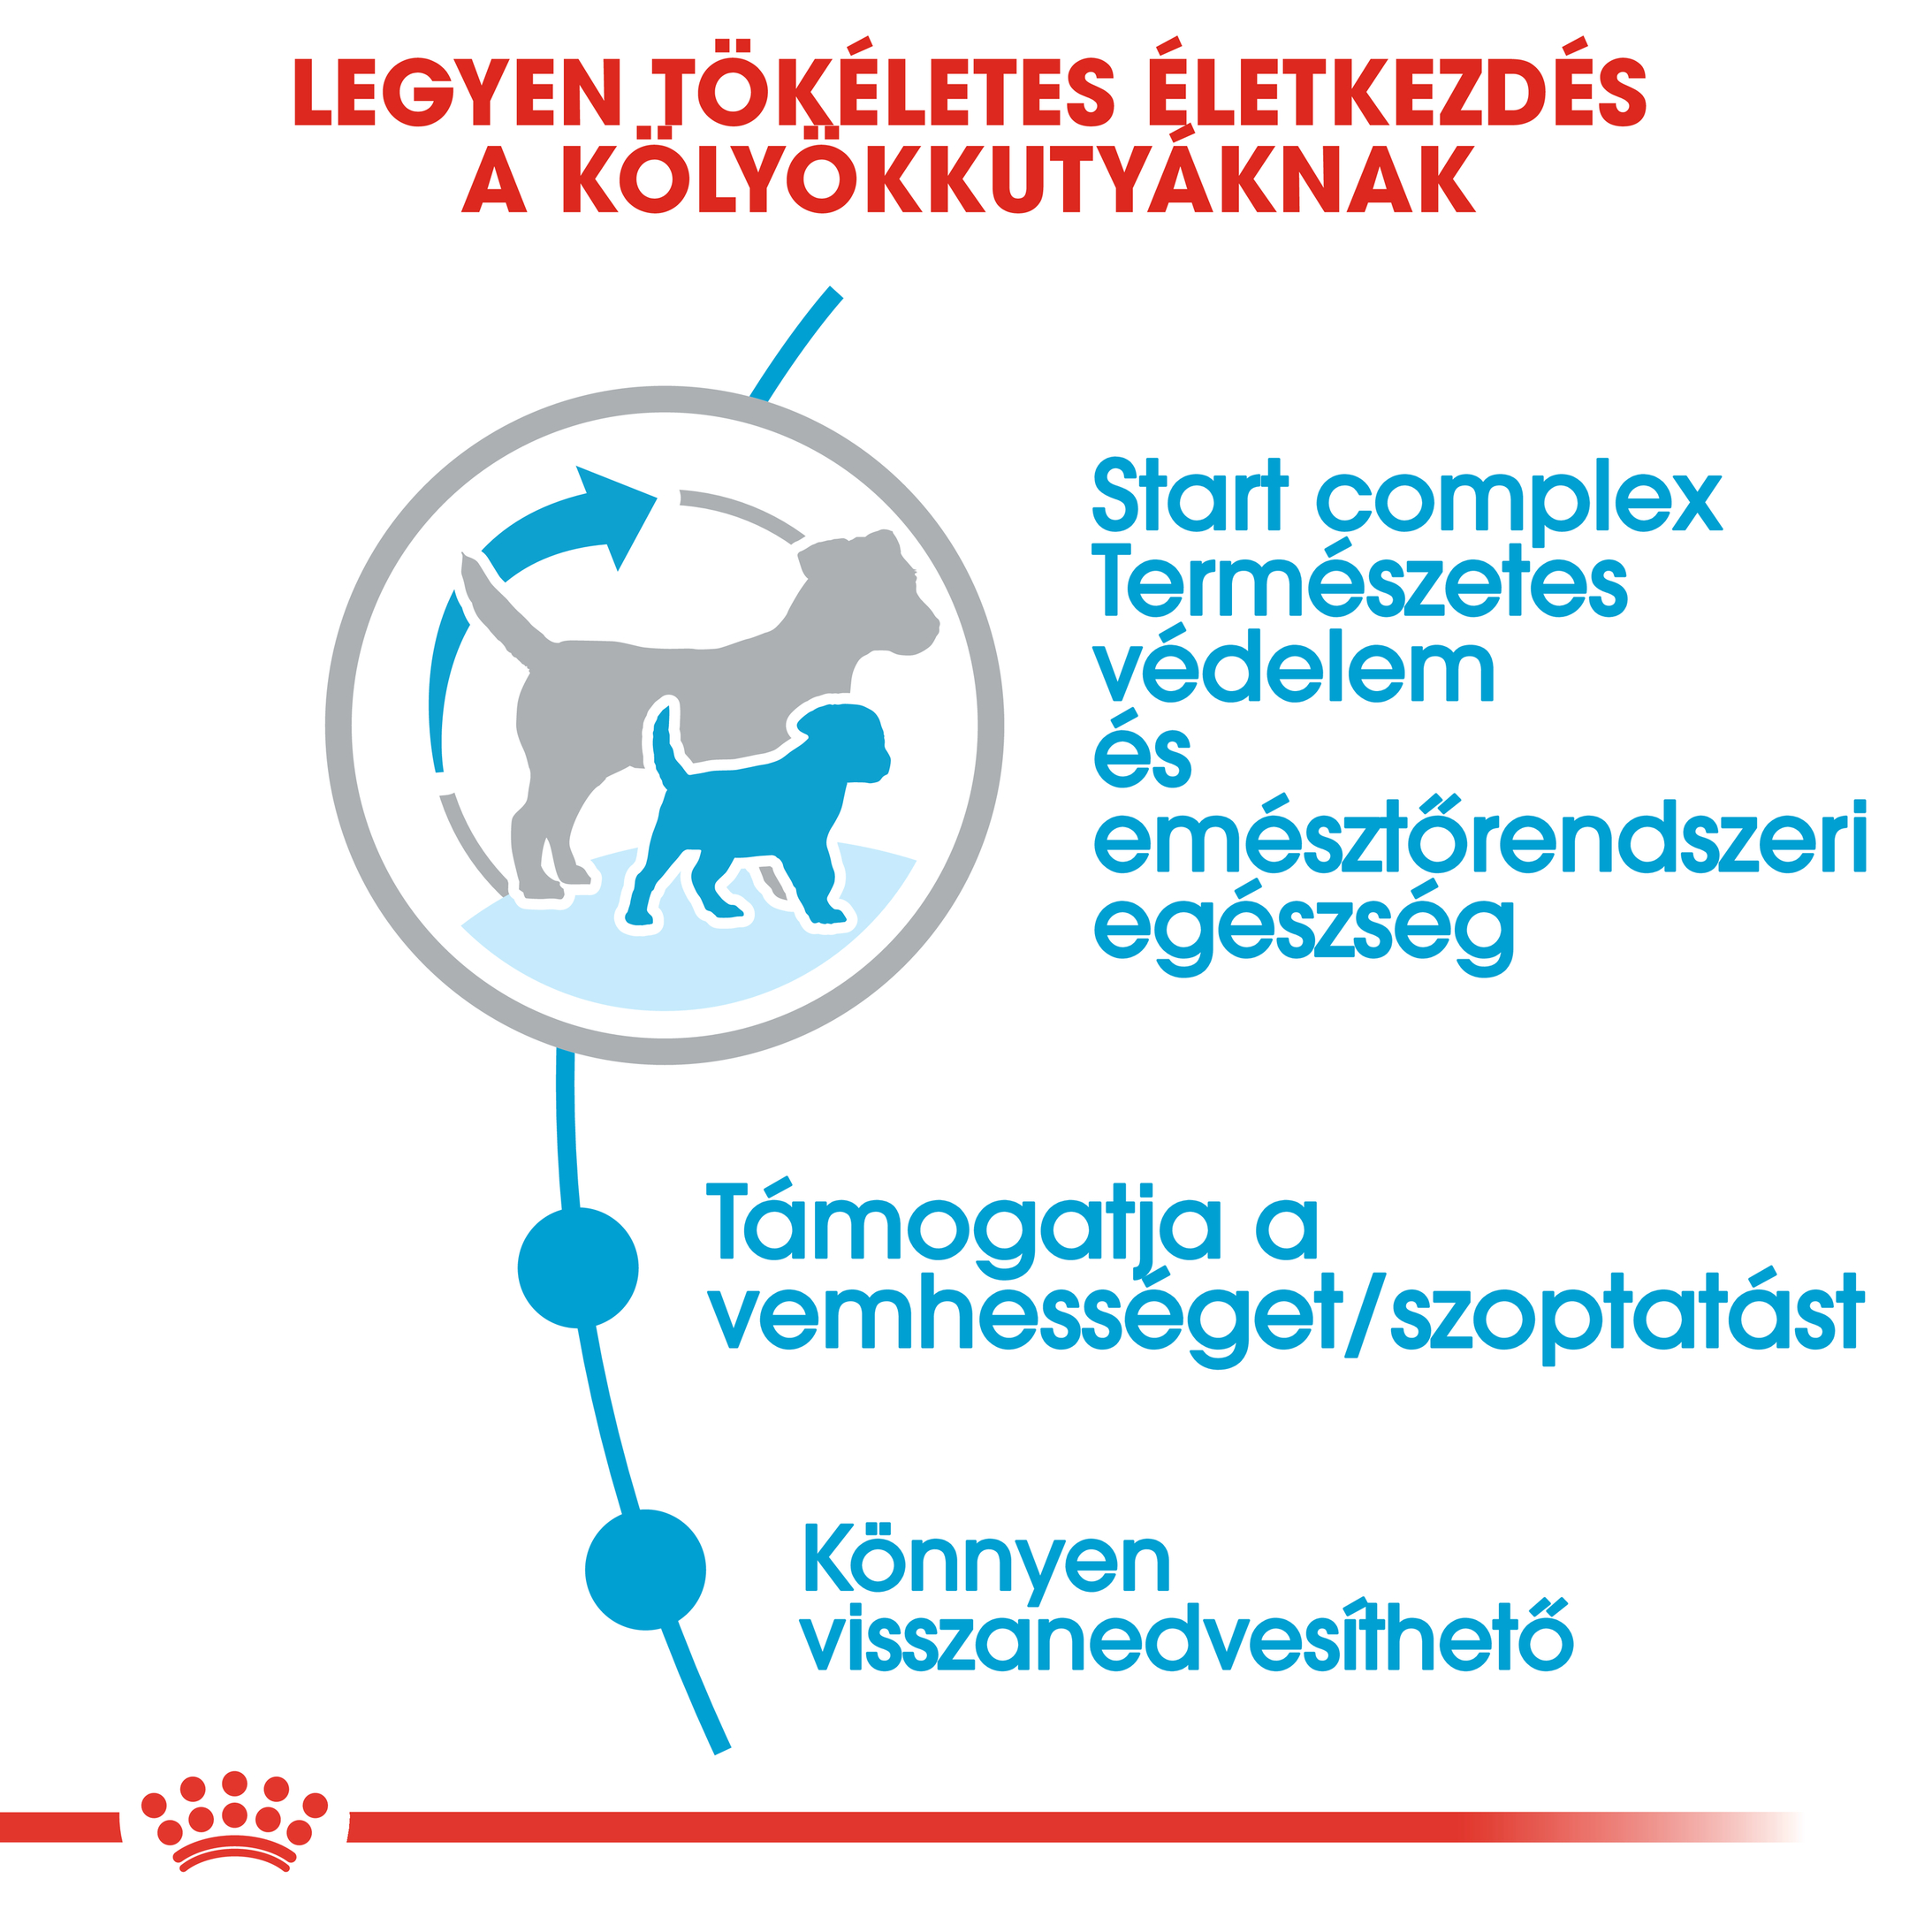 LEGYEN TÖKÉLETES ÉLETKEZDÉS
A KÖLYÖKKUTYÁKNAK
Start complex
Természetes
védelem
és
emésztőrendszeri
egészség
Támogatja a
vemhességet/szoptatást
Könnyen
visszanedvesíthető